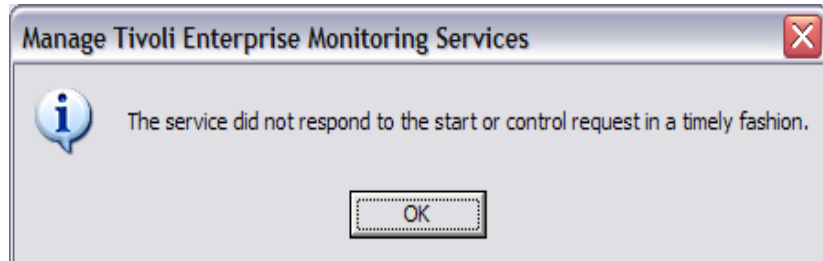 Manage Tivoli Enterprise Monitoring Services
The service did not respond to the start or control request in a timely fashion.
OK